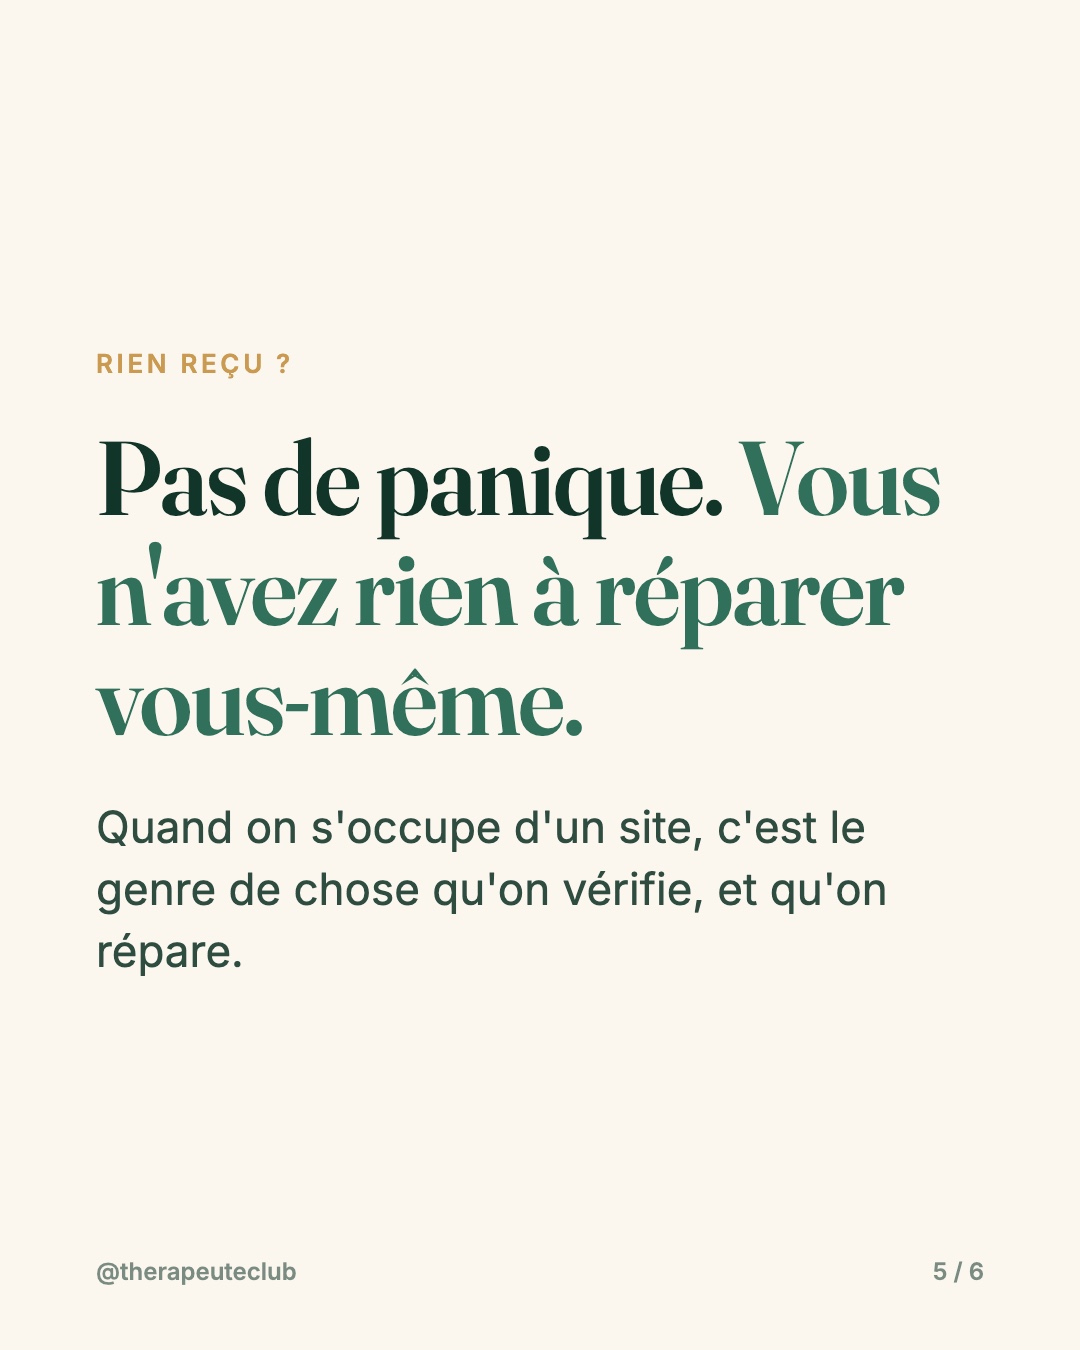 RIEN REÇU ?
Pas de panique. Vous
n'avez rien à réparer
vous-même.
Quand on s'occupe d'un site, c'est le
genre de chose qu'on vérifie, et qu'on
répare.
@therapeuteclub
5 / 6